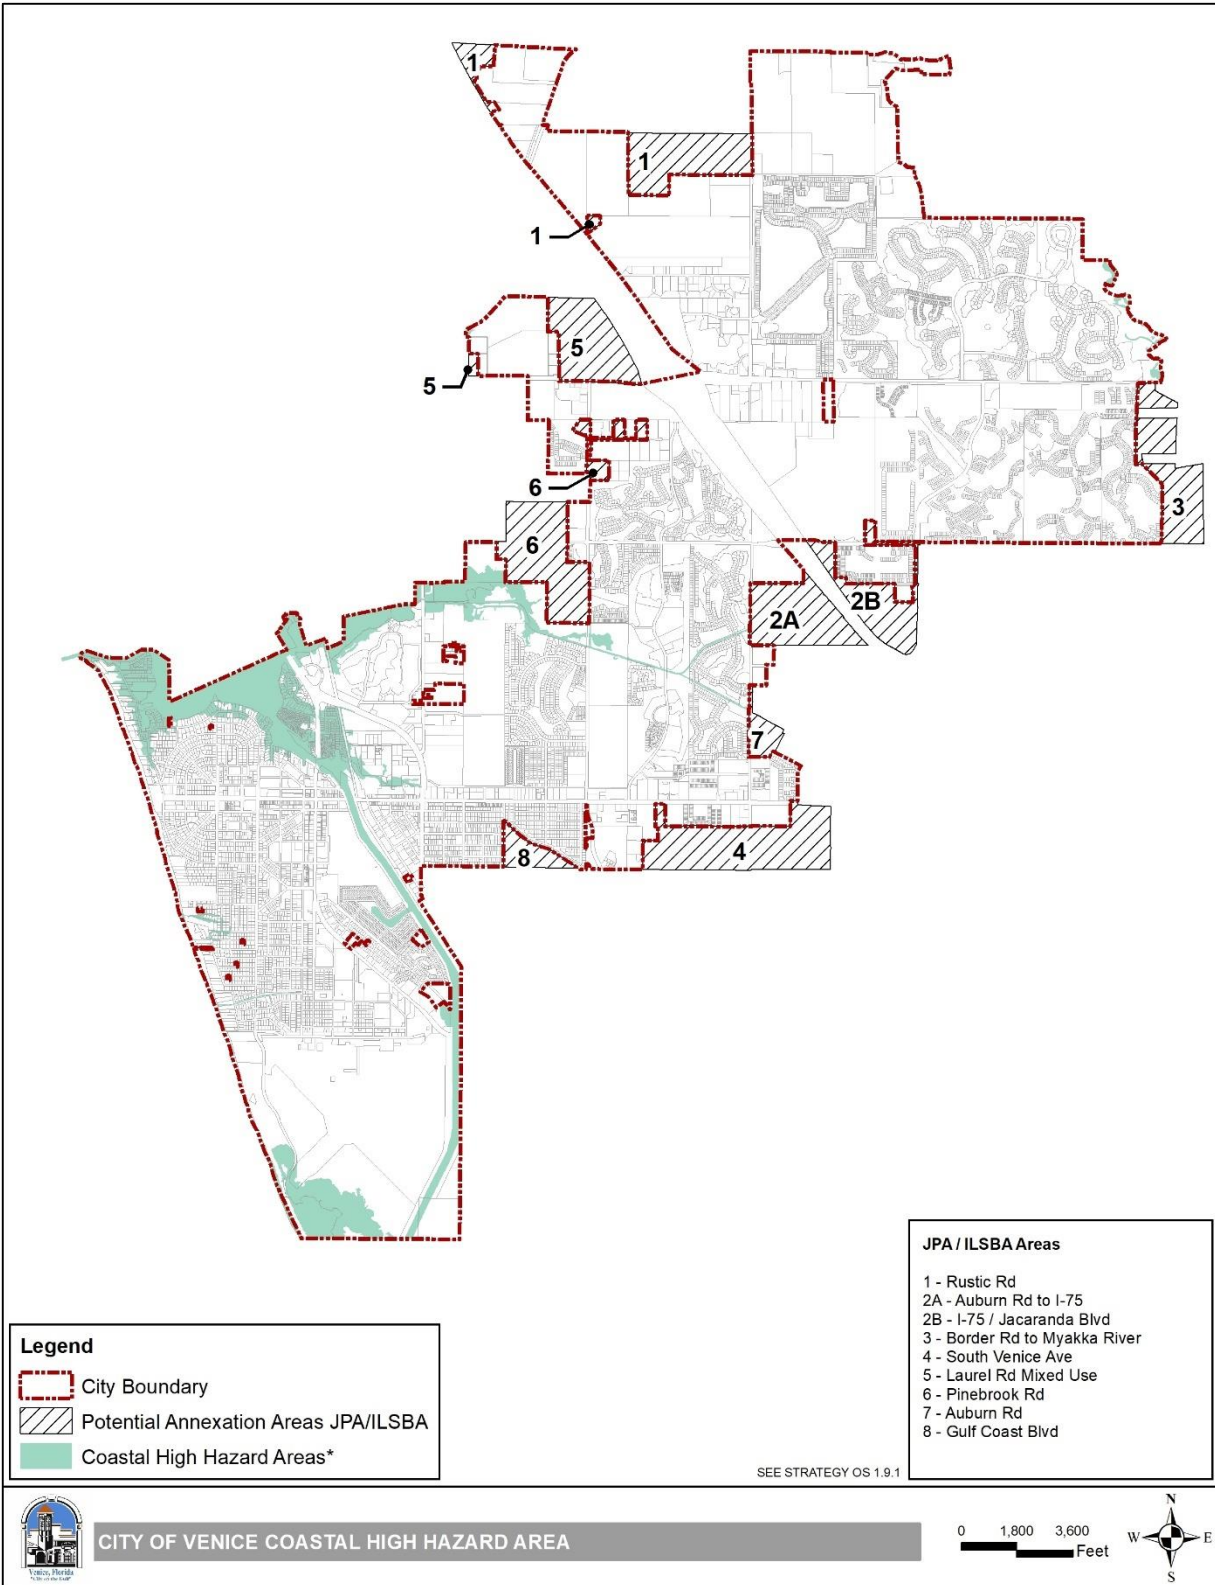 1
1
1
5
5
6
3
6
2B
2A
7
4
8
JPA / ILSBA Areas
1 - Rustic Rd
2A - Auburn Rd to I-75
2B - I-75 / Jacaranda Blvd
3 - Border Rd to Myakka River
4 - South Venice Ave
5 - Laurel Rd Mixed Use
6 - Pinebrook Rd
7 - Auburn Rd
8 - Gulf Coast Blvd
Legend
City Boundary
Potential Annexation Areas JPA/ILSBA
Coastal High Hazard Areas*
SEE STRATEGY OS 1.9.1
Venice, Florida
CITY OF VENICE COASTAL HIGH HAZARD AREA
0 1,800 3,600
Feet
N
W E
S